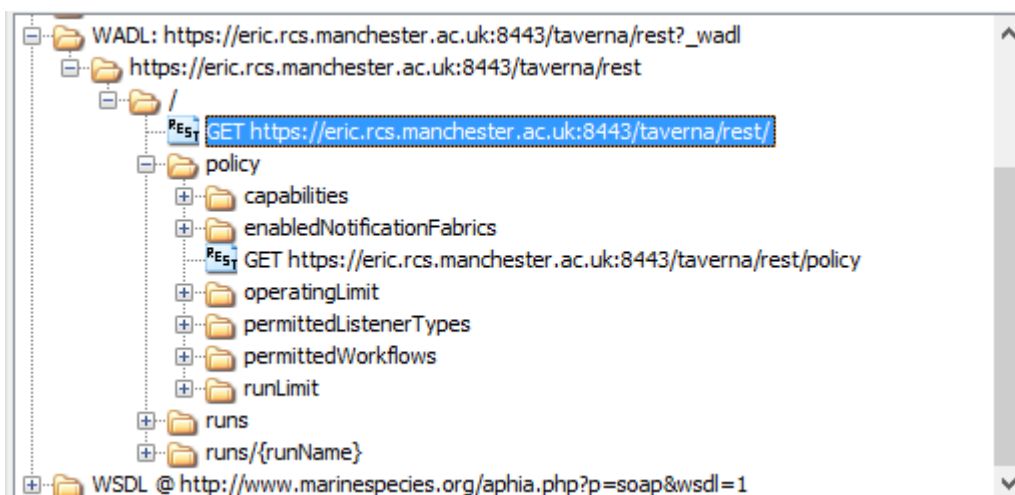 WADL: https://eric.rcs.manchester.ac.uk:8443/taverna/rest?_wadl
https://eric.rcs.manchester.ac.uk:8443/taverna/rest
/
REST GET https://eric.rcs.manchester.ac.uk:8443/taverna/rest/
policy
capabilities
enabledNotificationFabrics
REST GET https://eric.rcs.manchester.ac.uk:8443/taverna/rest/policy
operatingLimit
permittedListenerTypes
permittedWorkflows
runLimit
runs
runs/{runName}
WSDL @ http://www.marinespecies.org/aphia.php?p=soap&wsdl=1